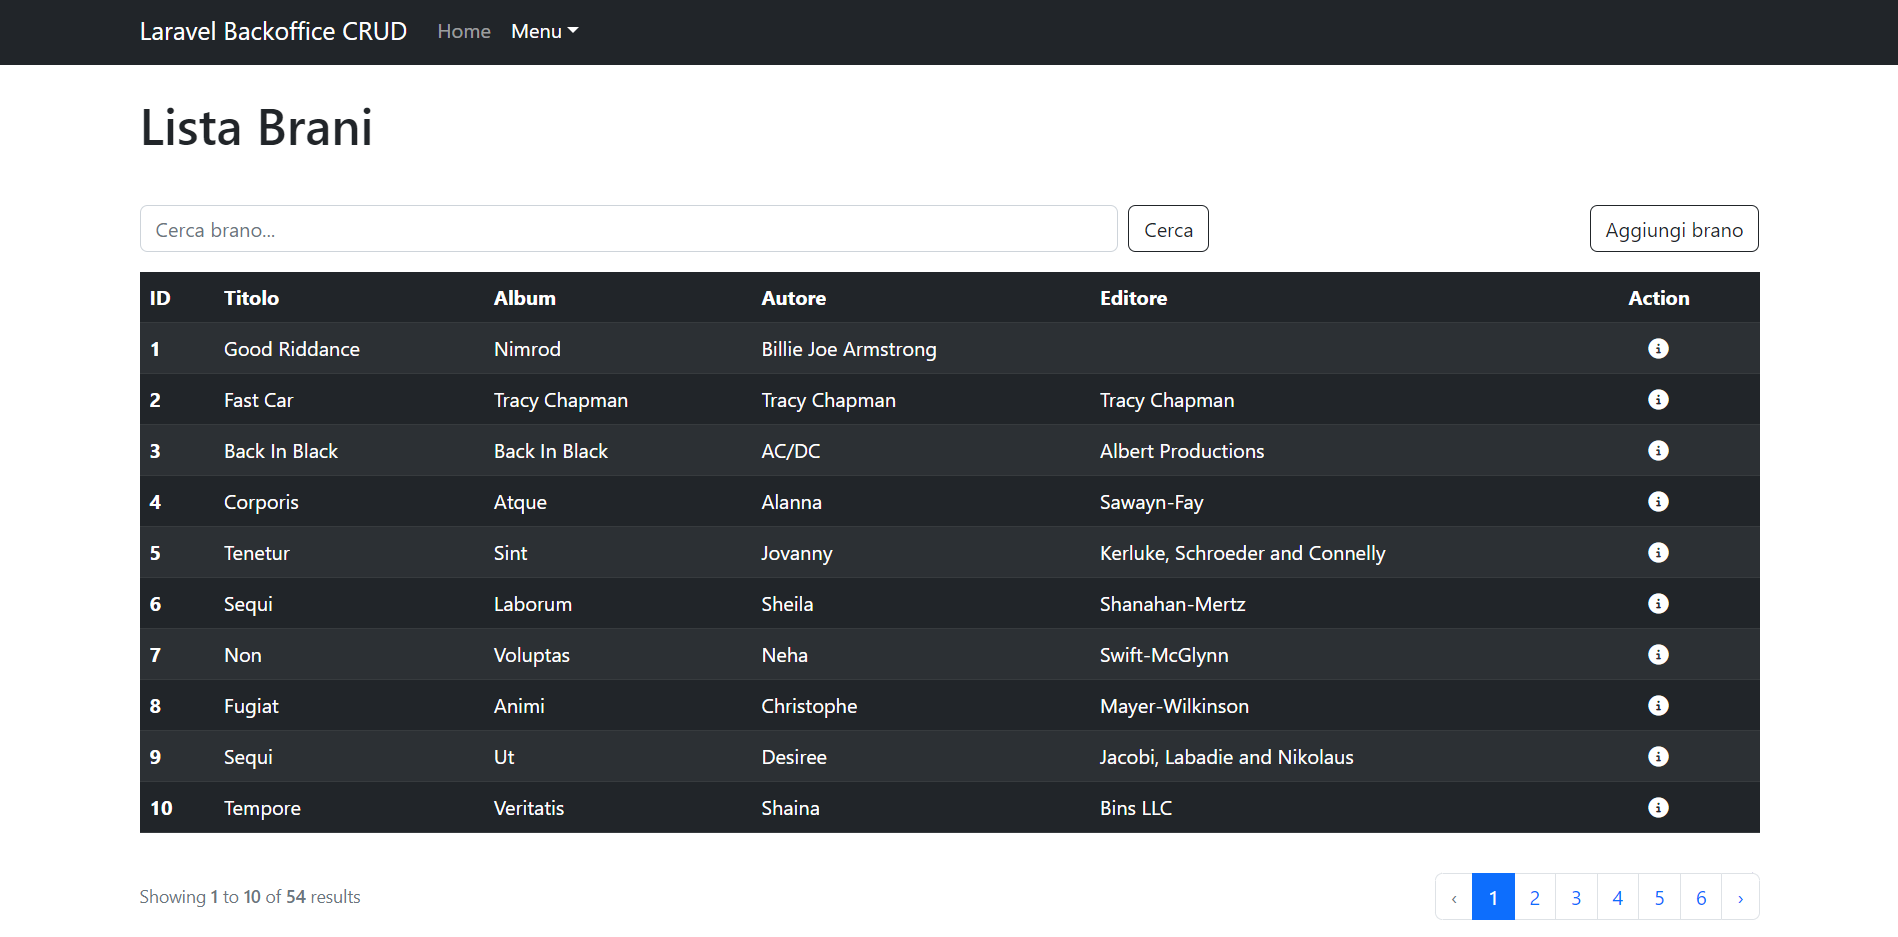 Laravel Backoffice CRUD Home Menu
Lista Brani
Cerca brano... Cerca Aggiungi brano
ID Titolo Album Autore Editore Action
1 Good Riddance Nimrod Billie Joe Armstrong
2 Fast Car Tracy Chapman Tracy Chapman Tracy Chapman
3 Back In Black Back In Black AC/DC Albert Productions
4 Corporis Atque Alanna Sawayn-Fay
5 Tenetur Sint Jovanny Kerluke, Schroeder and Connelly
6 Sequi Laborum Sheila Shanahan-Mertz
7 Non Voluptas Neha Swift-McGlynn
8 Fugiat Animi Christophe Mayer-Wilkinson
9 Sequi Ut Desiree Jacobi, Labadie and Nikolaus
10 Tempore Veritatis Shaina Bins LLC
Showing 1 to 10 of 54 results ‹ 1 2 3 4 5 6 ›